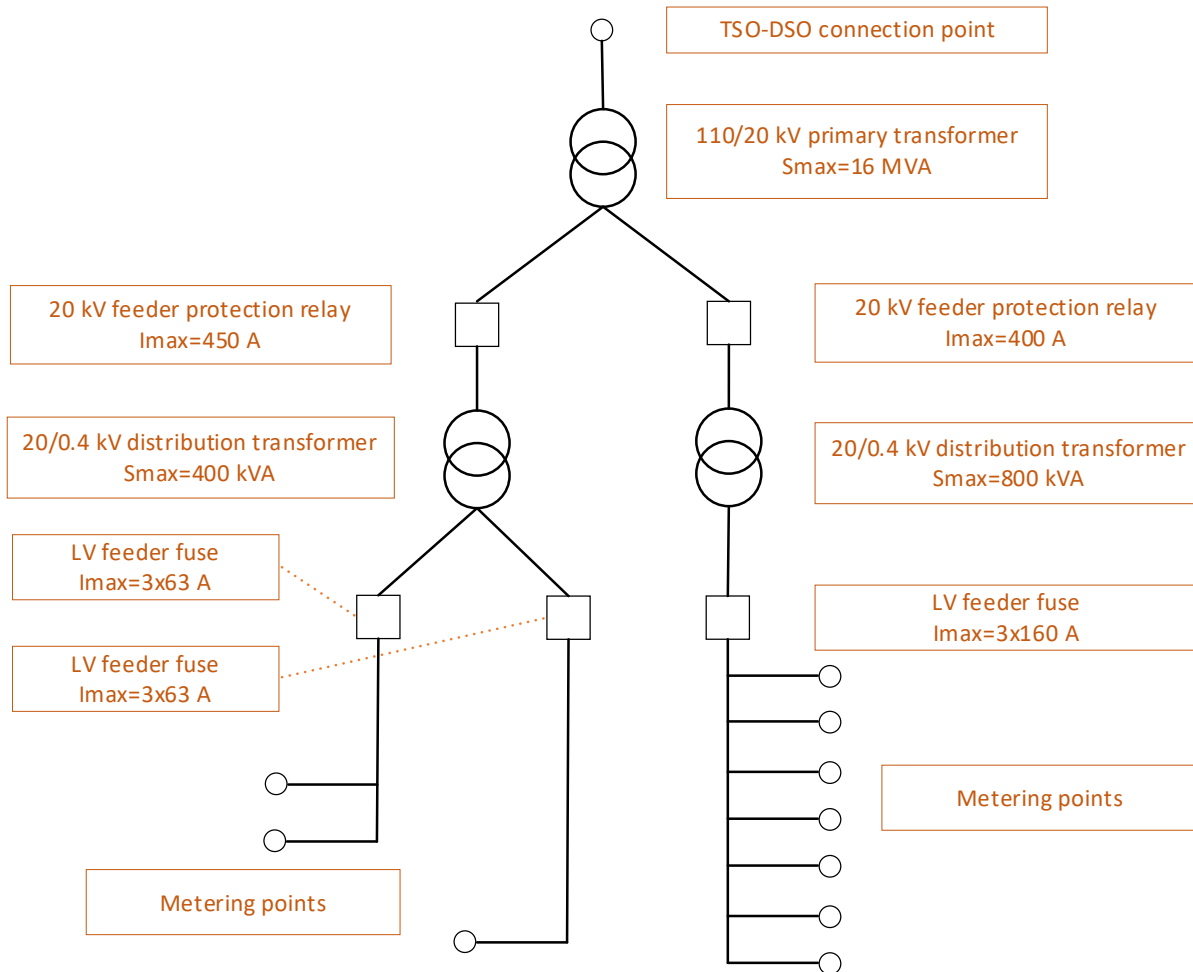 TSO-DSO connection point
110/20 kV primary transformer
Smax=16 MVA
20 kV feeder protection relay
Imax=450 A
20 kV feeder protection relay
Imax=400 A
20/0.4 kV distribution transformer
Smax=400 kVA
20/0.4 kV distribution transformer
Smax=800 kVA
LV feeder fuse
Imax=3x63 A
LV feeder fuse
Imax=3x160 A
LV feeder fuse
Imax=3x63 A
Metering points
Metering points